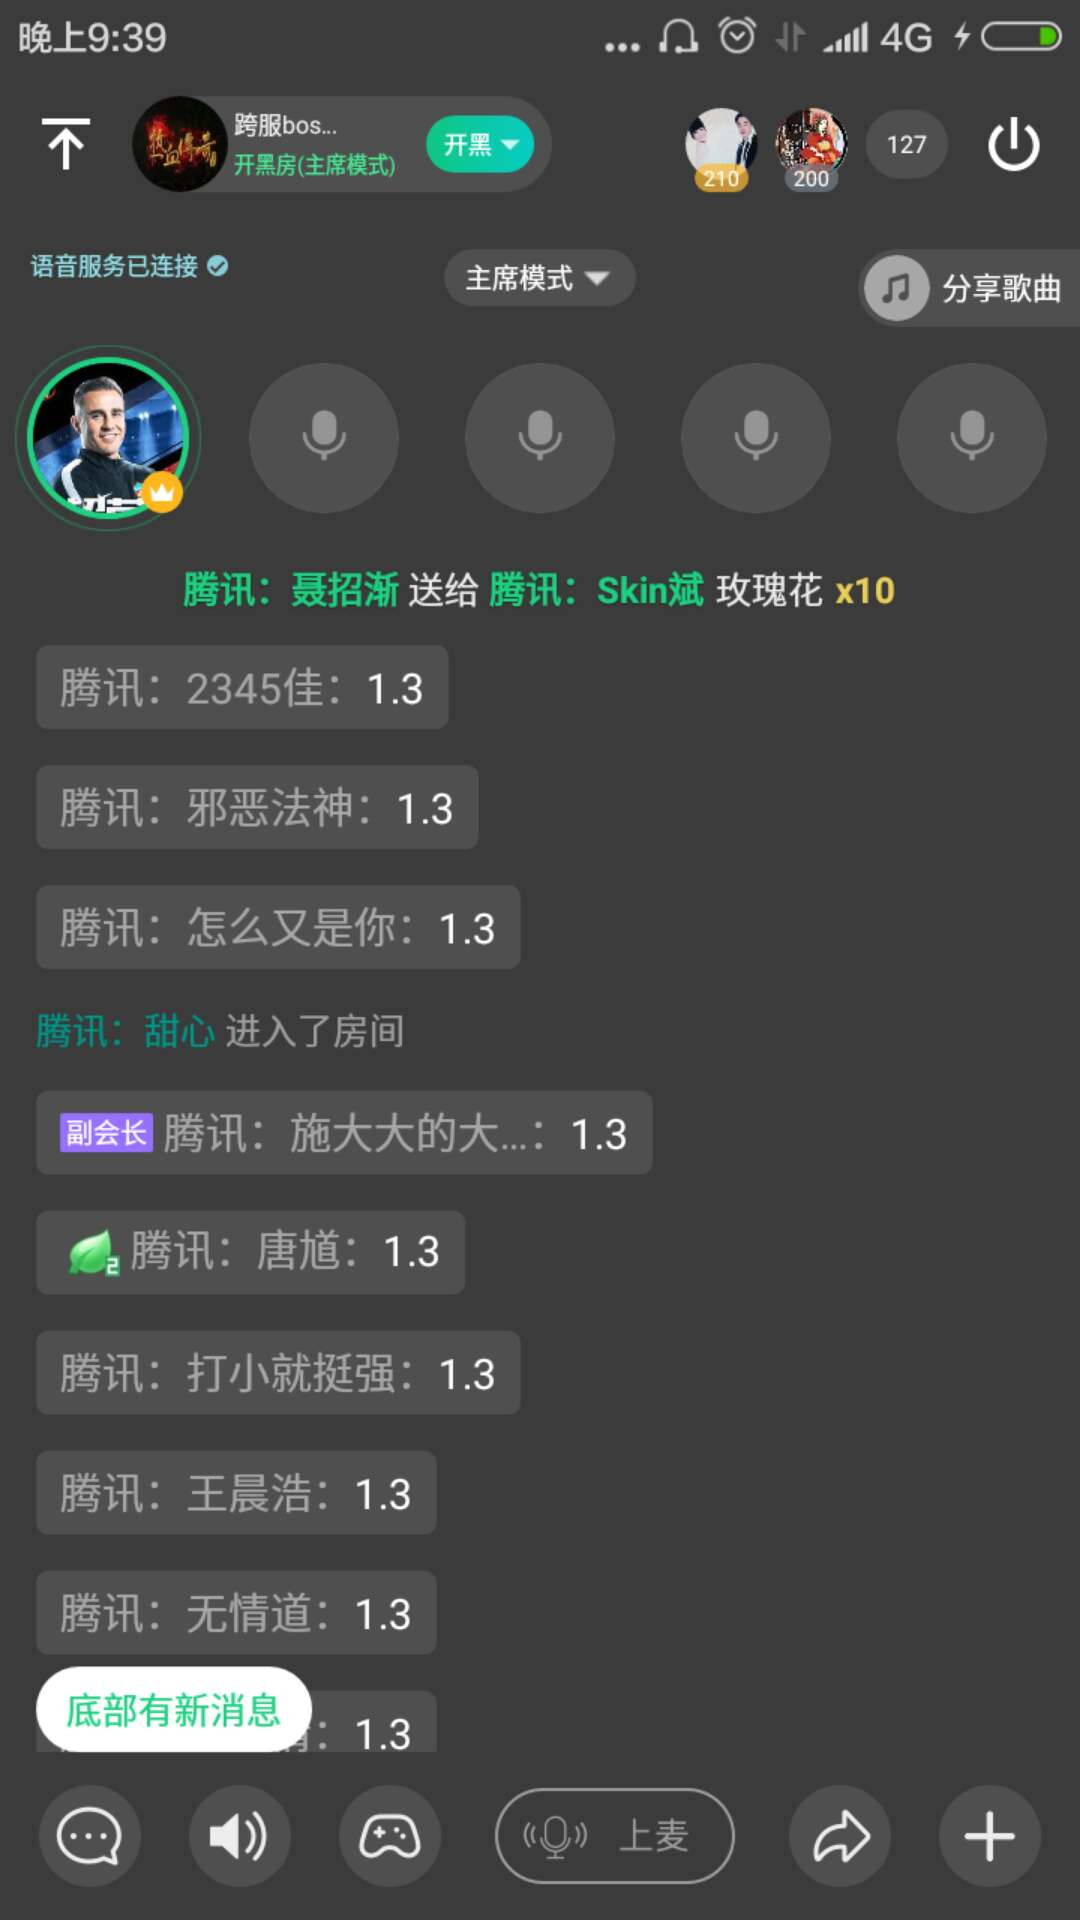 晚上9:39
4G
跨服bos...
开黑房(主席模式)
开黑
210
200
127
语音服务已连接
主席模式
分享歌曲
腾讯：聂招渐 送给 腾讯：Skin斌 玫瑰花 x10
腾讯：2345佳：1.3
腾讯：邪恶法神：1.3
腾讯：怎么又是你：1.3
腾讯：甜心 进入了房间
副会长 腾讯：施大大的大...：1.3
2 腾讯：唐馗：1.3
腾讯：打小就挺强：1.3
腾讯：王晨浩：1.3
腾讯：无情道：1.3
底部有新消息
：1.3
上麦